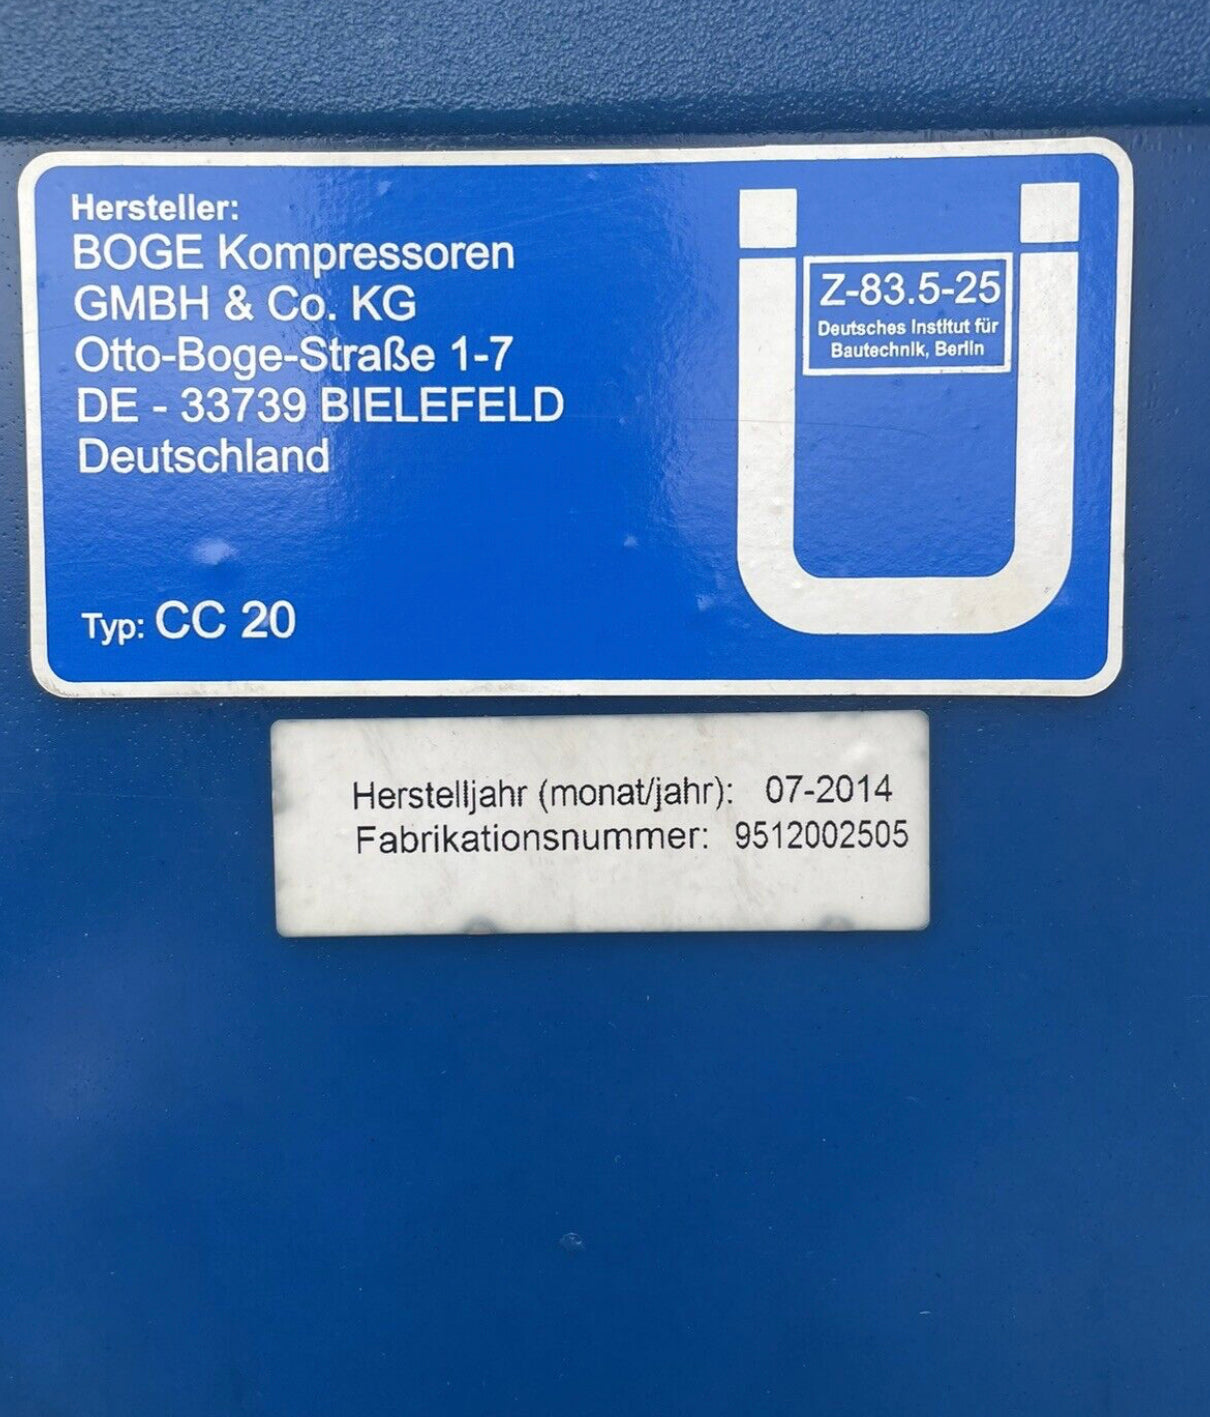 Hersteller:
BOGE Kompressoren
GMBH & Co. KG
Otto-Boge-Straße 1-7
DE - 33739 BIELEFELD
Deutschland
Typ: CC 20
Ü
Z-83.5-25
Deutsches Institut für
Bautechnik, Berlin
Herstelljahr (monat/jahr): 07-2014
Fabrikationsnummer: 9512002505